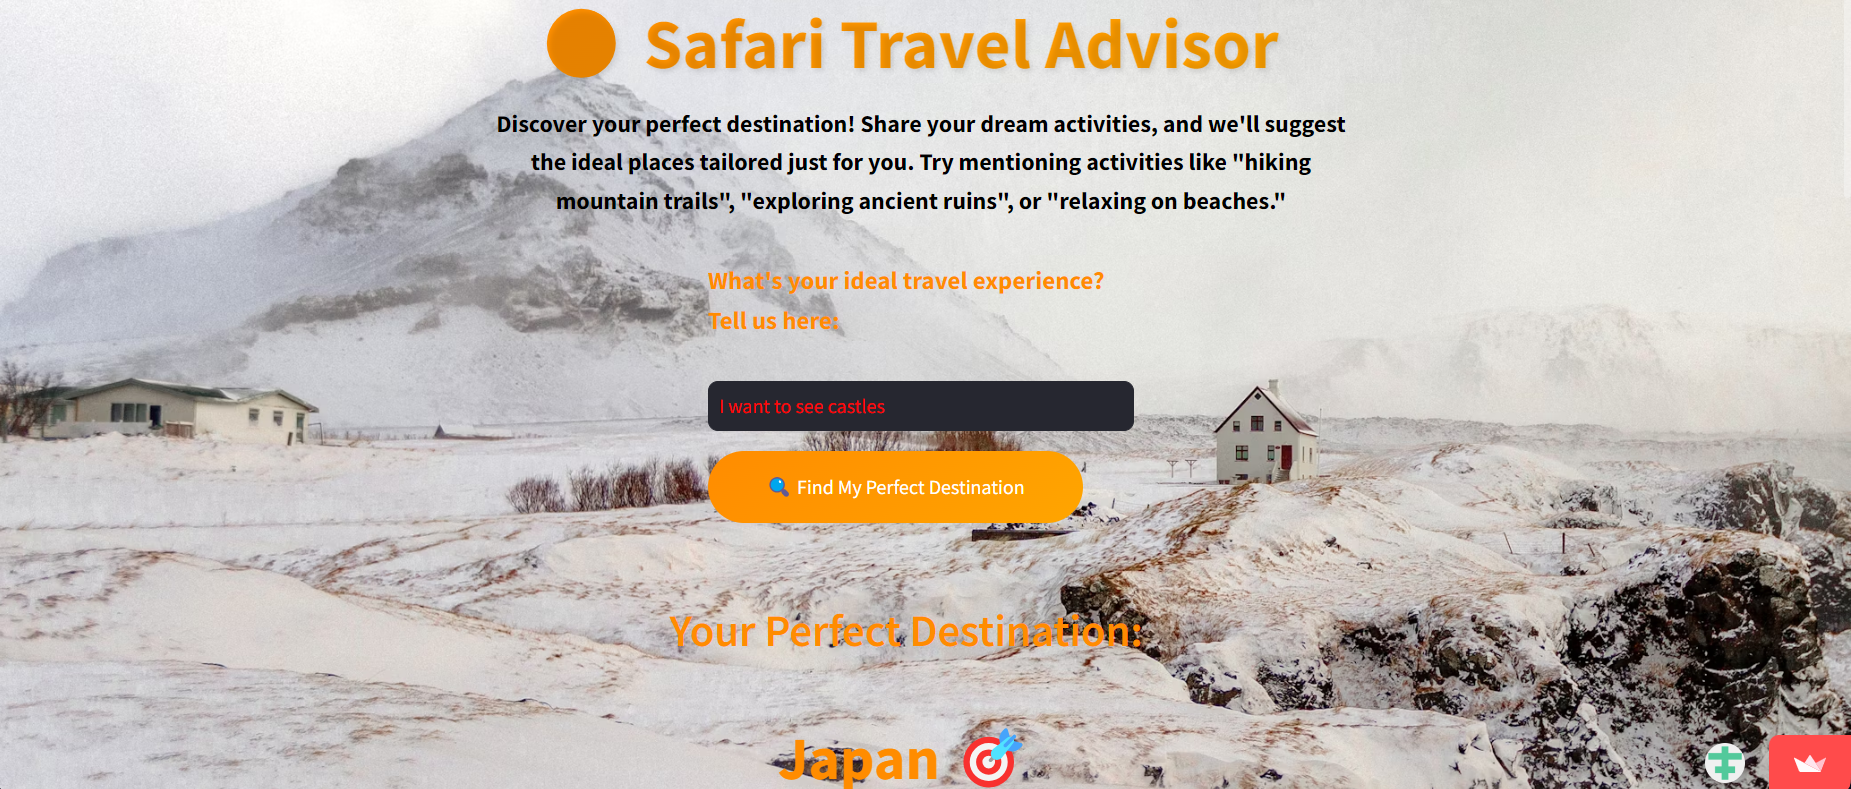 Safari Travel Advisor
Discover your perfect destination! Share your dream activities, and we'll suggest
the ideal places tailored just for you. Try mentioning activities like "hiking
mountain trails", "exploring ancient ruins", or "relaxing on beaches."
What's your ideal travel experience?
Tell us here:
I want to see castles
Find My Perfect Destination
Your Perfect Destination:
Japan